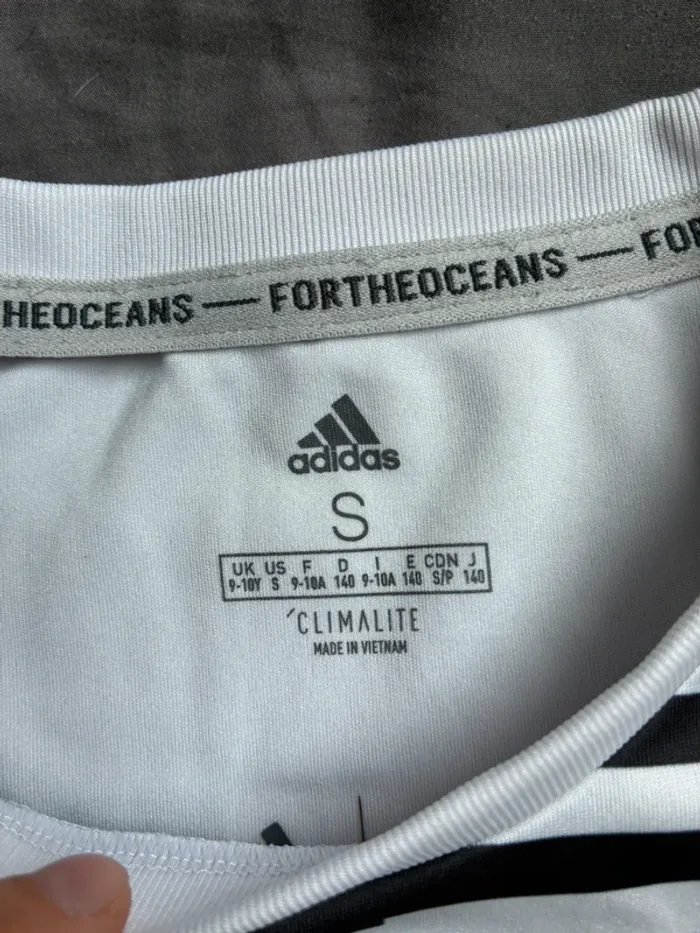 HEOCEANS — FORTHEOCEANS — FOR
adidas
S
UK US F D I E CDN J
9-10Y S 9-10A 140 9-10A 140 S/P 140
´CLIMALITE
MADE IN VIETNAM